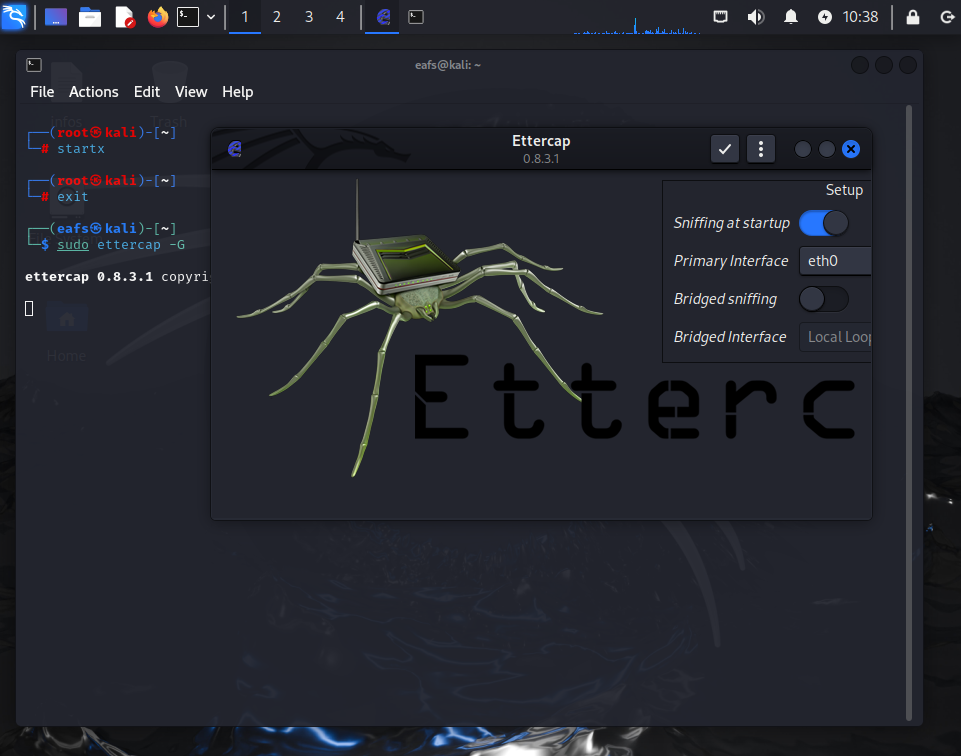 1 2 3 4 10:38
eafs@kali: ~
File Actions Edit View Help
Trash
┌──(root㉿kali)-[~]
└─# startx
┌──(root㉿kali)-[~]
└─# exit
┌──(eafs㉿kali)-[~]
└─$ sudo ettercap -G
ettercap 0.8.3.1 copyri
Home
Ettercap
0.8.3.1
Setup
Sniffing at startup
Primary Interface eth0
Bridged sniffing
Bridged Interface Local Loop
Etterc